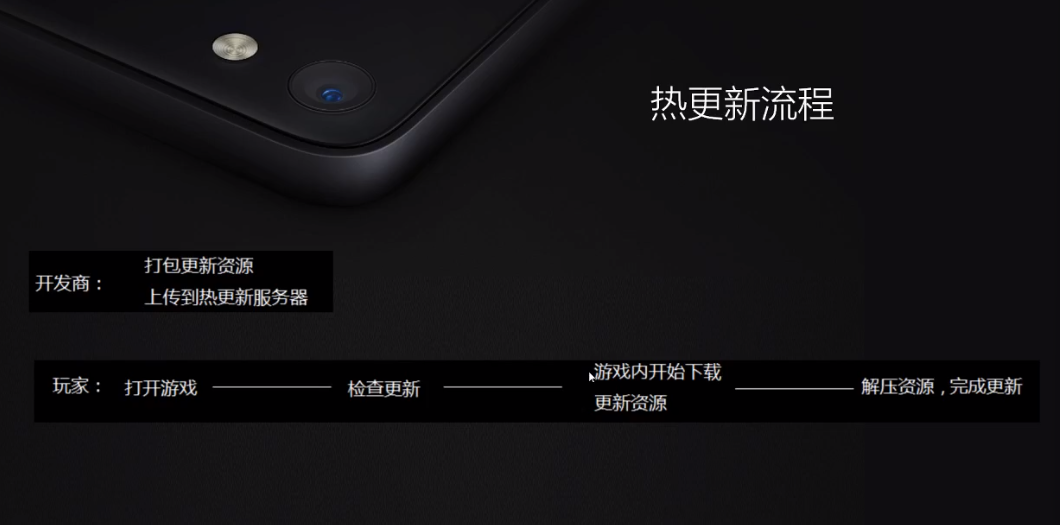 热更新流程
开发商：
打包更新资源
上传到热更新服务器
玩家：
打开游戏
检查更新
游戏内开始下载
更新资源
解压资源，完成更新